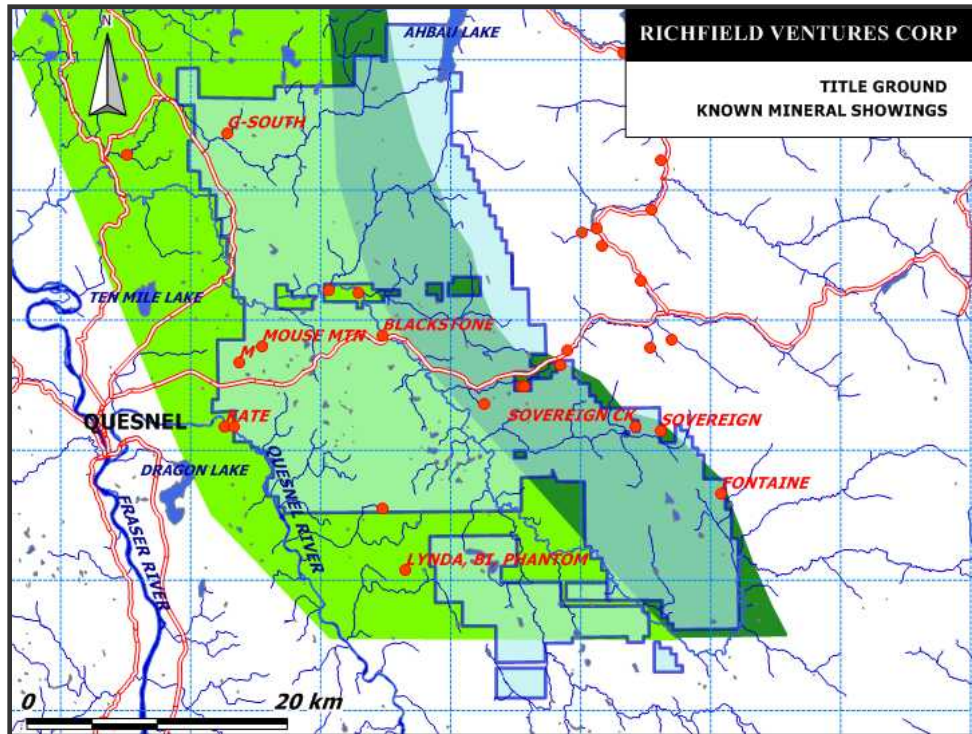 N
AHBAU LAKE
RICHFIELD VENTURES CORP
TITLE GROUND
KNOWN MINERAL SHOWINGS
G-SOUTH
TEN MILE LAKE
BLACKSTONE
MOUSE MTN
M
QUESNEL
RATE
SOVEREIGN CK
SOVEREIGN
DRAGON LAKE
QUESNEL RIVER
FONTAINE
FRASER RIVER
LYNDA, BI, PHANTOM
0 20 km